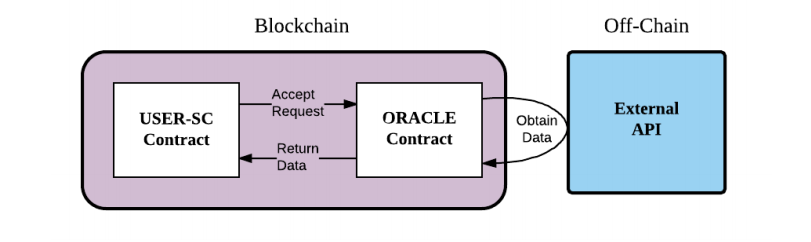 Blockchain
Off-Chain
USER-SC
Contract
Accept
Request
Return
Data
ORACLE
Contract
Obtain
Data
External
API